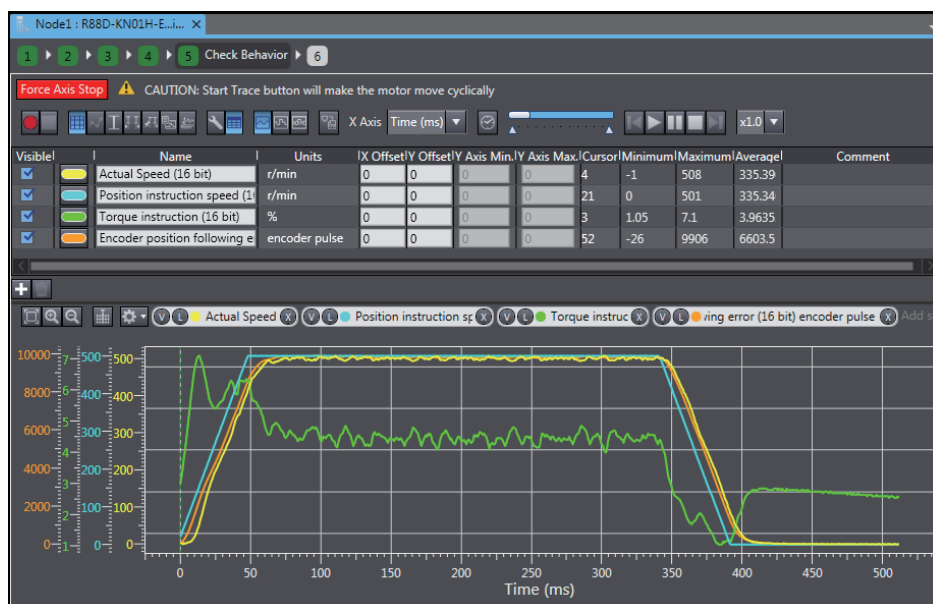 Node1 : R88D-KN01H-E...i... ×
1 2 3 4 5 Check Behavior 6
Force Axis Stop CAUTION: Start Trace button will make the motor move cyclically
X Axis Time (ms) x1.0
Visible Name Units X Offset Y Offset Y Axis Min. Y Axis Max. Cursor Minimum Maximum Average Comment
Actual Speed (16 bit) r/min 0 0 0 0 4 -1 508 335.39
Position instruction speed (1 r/min 0 0 0 0 21 0 501 335.34
Torque instruction (16 bit) % 0 0 0 0 3 1.05 7.1 3.9635
Encoder position following e encoder pulse 0 0 0 0 52 -26 9906 6603.5
V L Actual Speed X V L Position instruction sp X V L Torque instruc X V L ing error (16 bit) encoder pulse X Add s
10000 7 500 500
8000 6 400 400
6000 5 300 300
4000 4 200 200
2000 3 100 100
0 2 0 0
1
0 50 100 150 200 250 300 350 400 450 500
Time (ms)